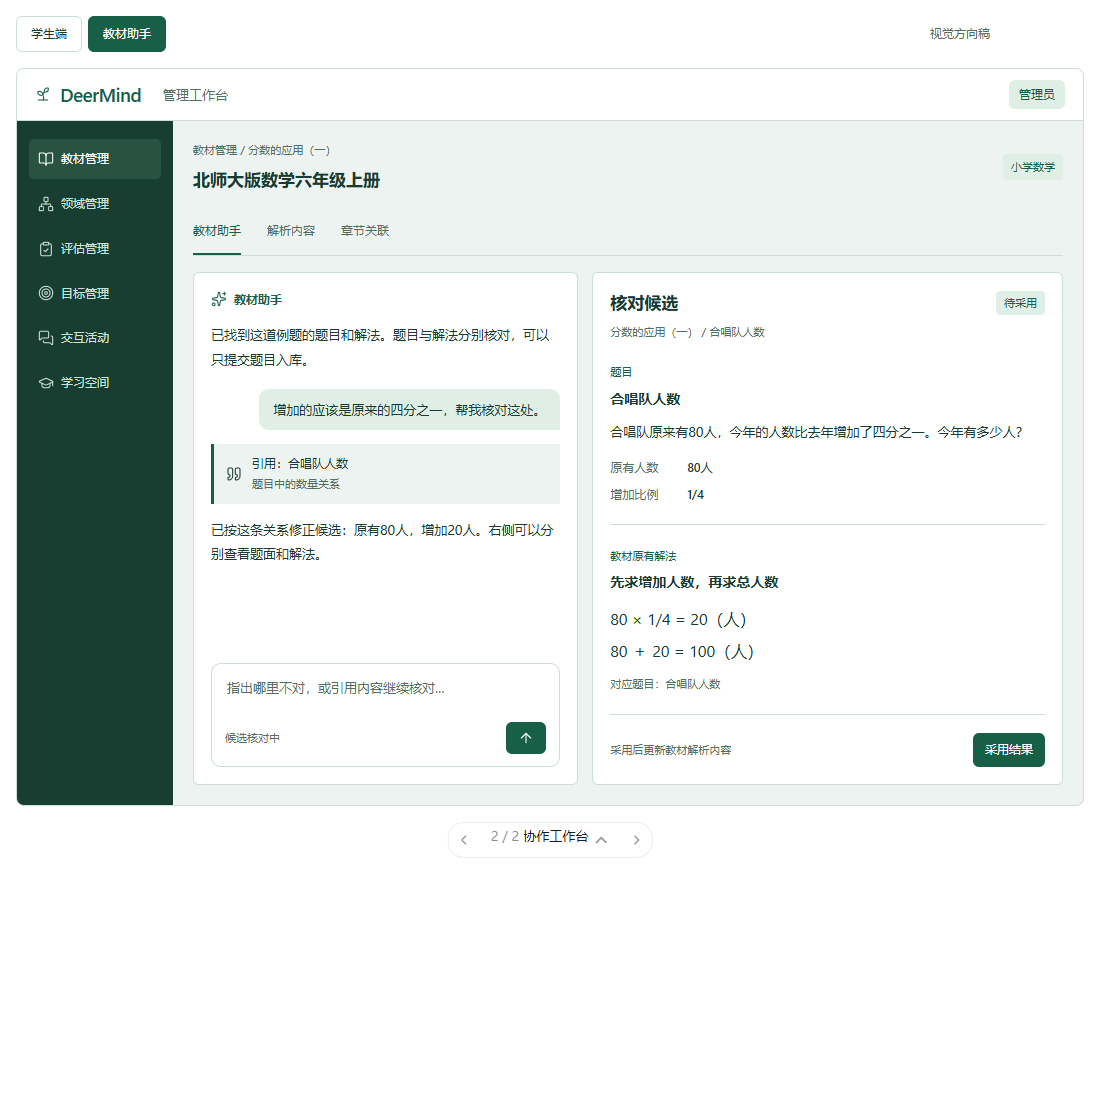 学生端
教材助手
视觉方向稿
DeerMind
管理工作台
管理员
教材管理
领域管理
评估管理
目标管理
交互活动
学习空间
教材管理 / 分数的应用（一）
北师大版数学六年级上册
小学数学
教材助手
解析内容
章节关联
教材助手
已找到这道例题的题目和解法。题目与解法分别核对，可以
只提交题目入库。
增加的应该是原来的四分之一，帮我核对这处。
引用：合唱队人数
题目中的数量关系
已按这条关系修正候选：原有80人，增加20人。右侧可以分
别查看题面和解法。
指出哪里不对，或引用内容继续核对...
候选核对中
核对候选
待采用
分数的应用（一） / 合唱队人数
题目
合唱队人数
合唱队原来有80人，今年的人数比去年增加了四分之一。今年有多少人？
原有人数 80人
增加比例 1/4
教材原有解法
先求增加人数，再求总人数
80 × 1/4 = 20（人）
80 + 20 = 100（人）
对应题目：合唱队人数
采用后更新教材解析内容
采用结果
2 / 2 协作工作台